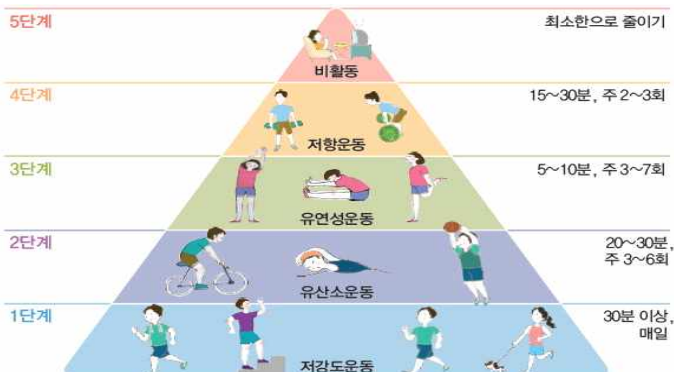 5단계
최소한으로 줄이기
비활동
4단계
15~30분, 주 2~3회
저항운동
3단계
5~10분, 주 3~7회
유연성운동
2단계
20~30분,
주 3~6회
유산소운동
1단계
30분 이상,
매일
저강도운동